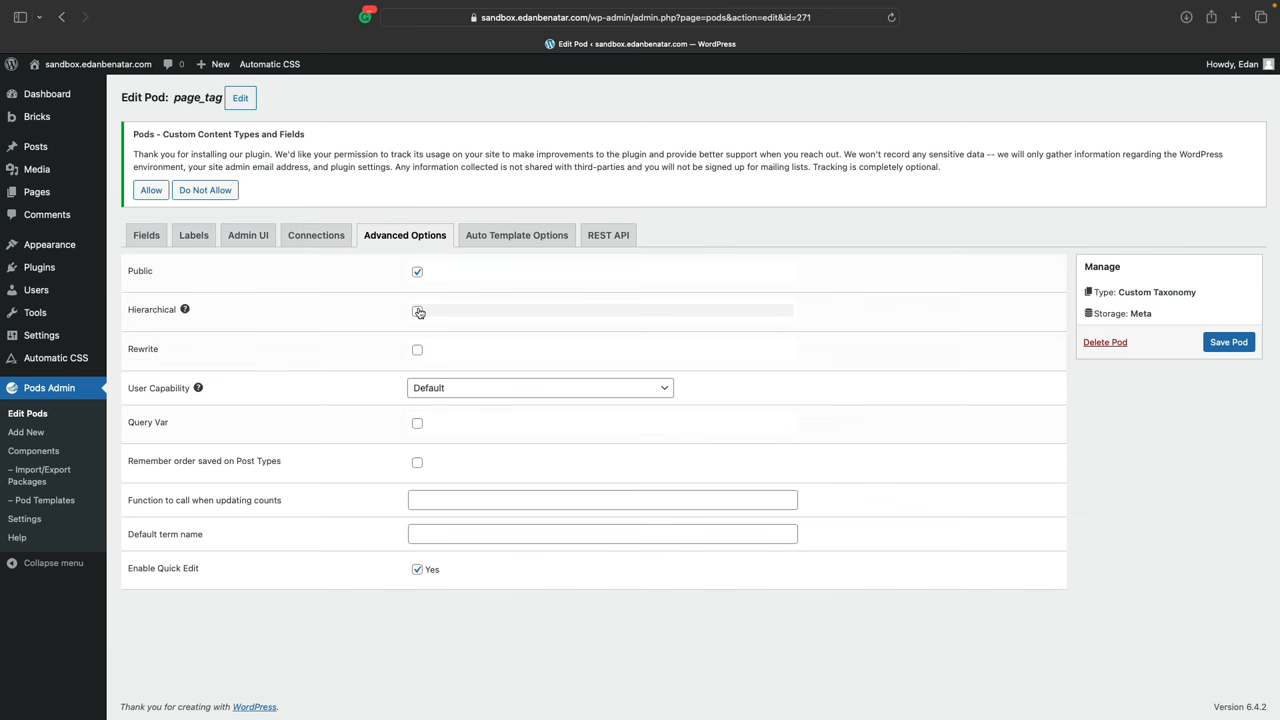 sandbox.edanbenatar.com/wp-admin/admin.php?page=pods&action=edit&id=271
Edit Pod ‹ sandbox.edanbenatar.com — WordPress
sandbox.edanbenatar.com
0
New
Automatic CSS
Howdy, Edan
Dashboard
Bricks
Posts
Media
Pages
Comments
Appearance
Plugins
Users
Tools
Settings
Automatic CSS
Pods Admin
Edit Pods
Add New
Components
– Import/Export
Packages
– Pod Templates
Settings
Help
Collapse menu
Edit Pod: page_tag Edit
Pods - Custom Content Types and Fields
Thank you for installing our plugin. We'd like your permission to track its usage on your site to make improvements to the plugin and provide better support when you reach out. We won't record any sensitive data -- we will only gather information regarding the WordPress
environment, your site admin email address, and plugin settings. Any information collected is not shared with third-parties and you will not be signed up for mailing lists. Tracking is completely optional.
Allow
Do Not Allow
Fields
Labels
Admin UI
Connections
Advanced Options
Auto Template Options
REST API
Public
Hierarchical ?
Rewrite
User Capability ?
Default
Query Var
Remember order saved on Post Types
Function to call when updating counts
Default term name
Enable Quick Edit
Yes
Manage
Type: Custom Taxonomy
Storage: Meta
Delete Pod
Save Pod
Thank you for creating with WordPress.
Version 6.4.2